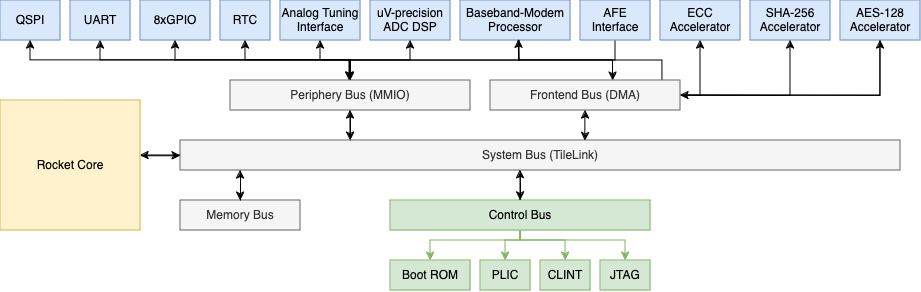 QSPI
UART
8xGPIO
RTC
Analog Tuning
Interface
uV-precision
ADC DSP
Baseband-Modem
Processor
AFE
Interface
ECC
Accelerator
SHA-256
Accelerator
AES-128
Accelerator
Periphery Bus (MMIO)
Frontend Bus (DMA)
Rocket Core
System Bus (TileLink)
Memory Bus
Control Bus
Boot ROM
PLIC
CLINT
JTAG